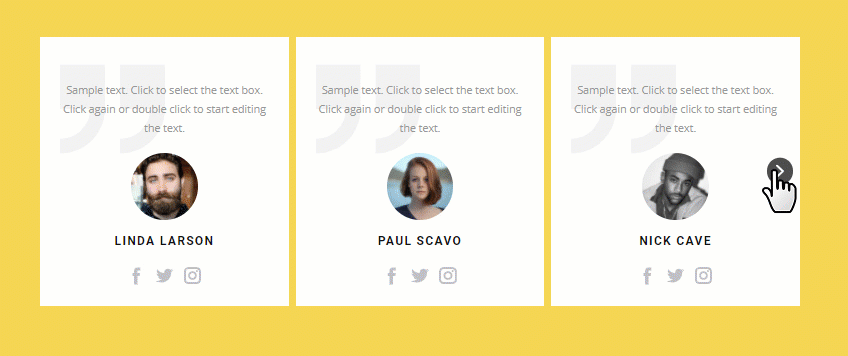 Sample text. Click to select the text box.
Click again or double click to start editing
the text.
LINDA LARSON
Sample text. Click to select the text box.
Click again or double click to start editing
the text.
PAUL SCAVO
Sample text. Click to select the text box.
Click again or double click to start editing
the text.
NICK CAVE